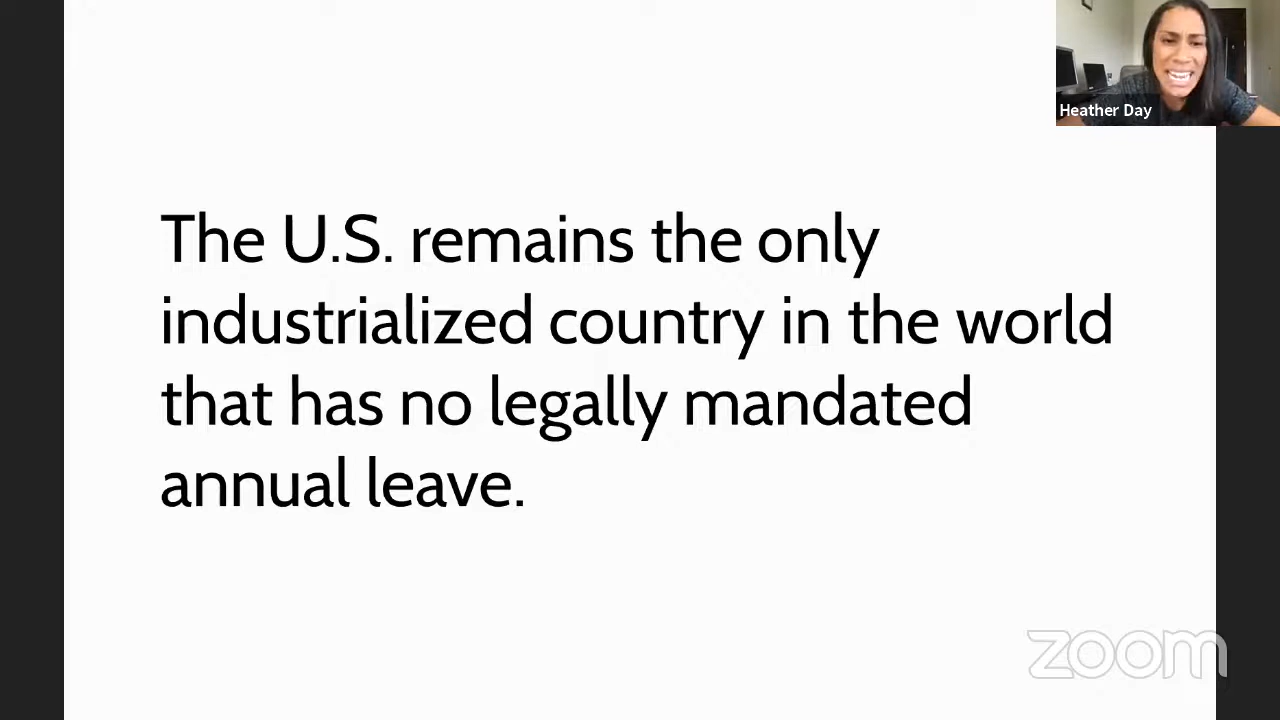 Heather Day
The U.S. remains the only
industrialized country in the world
that has no legally mandated
annual leave.
zoom